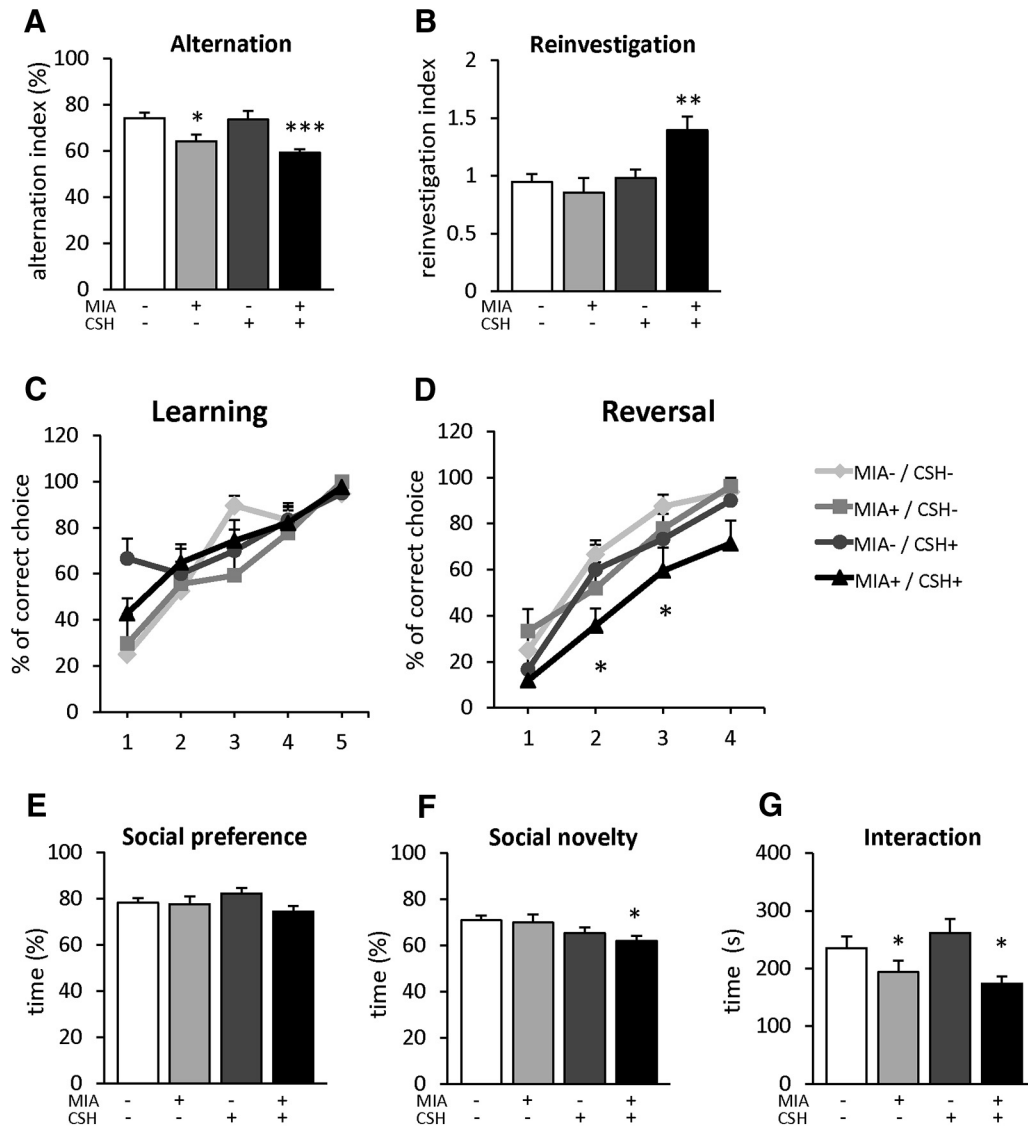 A
Alternation
alternation index (%)
100
80
60
40
20
0
*
***
MIA - + - +
CSH - - + +
B
Reinvestigation
reinvestigation index
2
1.5
1
0.5
0
**
MIA - + - +
CSH - - + +
C
Learning
% of correct choice
120
100
80
60
40
20
0
1 2 3 4 5
D
Reversal
% of correct choice
120
100
80
60
40
20
0
*
*
1 2 3 4
MIA- / CSH-
MIA+ / CSH-
MIA- / CSH+
MIA+ / CSH+
E
Social preference
time (%)
100
80
60
40
20
0
MIA - + - +
CSH - - + +
F
Social novelty
time (%)
100
80
60
40
20
0
*
MIA - + - +
CSH - - + +
G
Interaction
time (s)
400
300
200
100
0
*
*
MIA - + - +
CSH - - + +